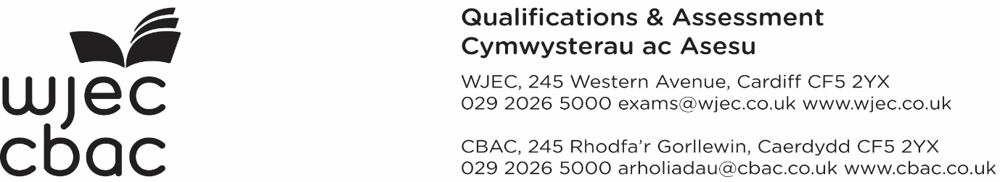 wjec
cbac
Qualifications & Assessment
Cymwysterau ac Asesu
WJEC, 245 Western Avenue, Cardiff CF5 2YX
029 2026 5000 exams@wjec.co.uk www.wjec.co.uk
CBAC, 245 Rhodfa’r Gorllewin, Caerdydd CF5 2YX
029 2026 5000 arholiadau@cbac.co.uk www.cbac.co.uk